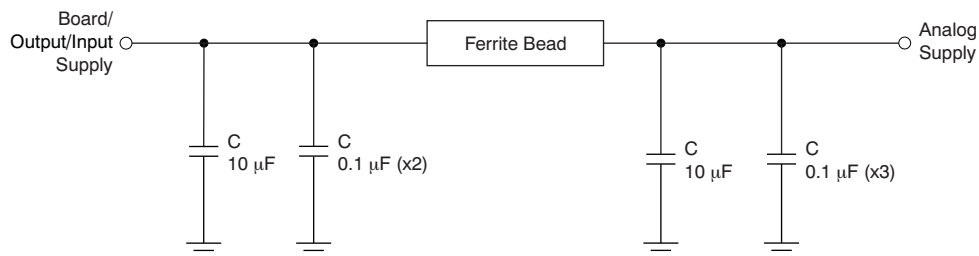 Board/
Output/Input
Supply
Ferrite Bead
Analog
Supply
C
10 μF
C
0.1 μF (x2)
C
10 μF
C
0.1 μF (x3)